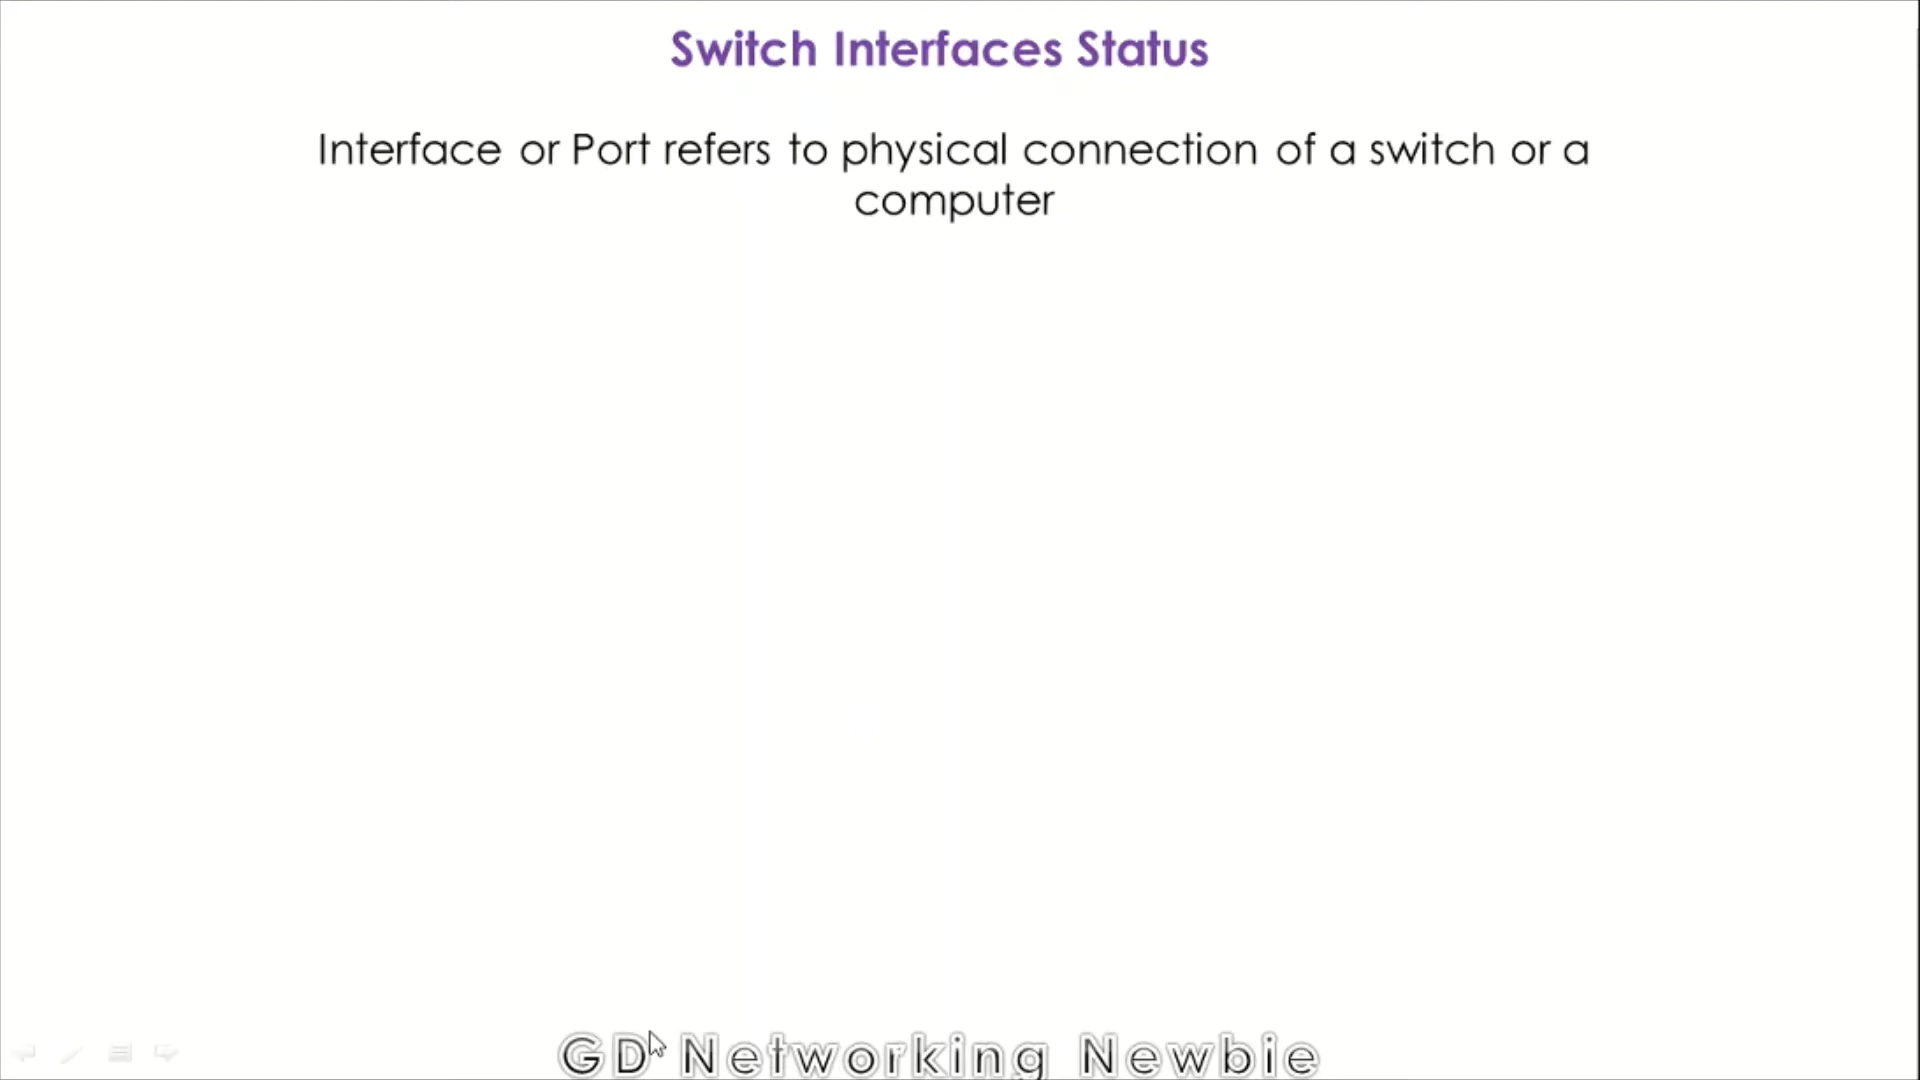 Switch Interfaces Status
Interface or Port refers to physical connection of a switch or a
computer
GD Networking Newbie